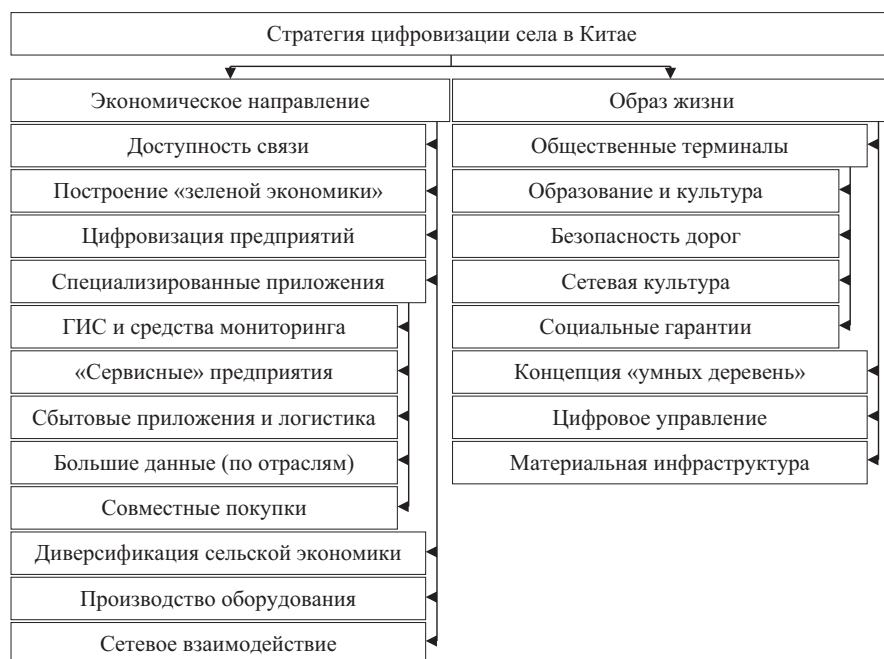 Стратегия цифровизации села в Китае
Экономическое направление
Доступность связи
Построение «зеленой экономики»
Цифровизация предприятий
Специализированные приложения
ГИС и средства мониторинга
«Сервисные» предприятия
Сбытовые приложения и логистика
Большие данные (по отраслям)
Совместные покупки
Диверсификация сельской экономики
Производство оборудования
Сетевое взаимодействие
Образ жизни
Общественные терминалы
Образование и культура
Безопасность дорог
Сетевая культура
Социальные гарантии
Концепция «умных деревень»
Цифровое управление
Материальная инфраструктура